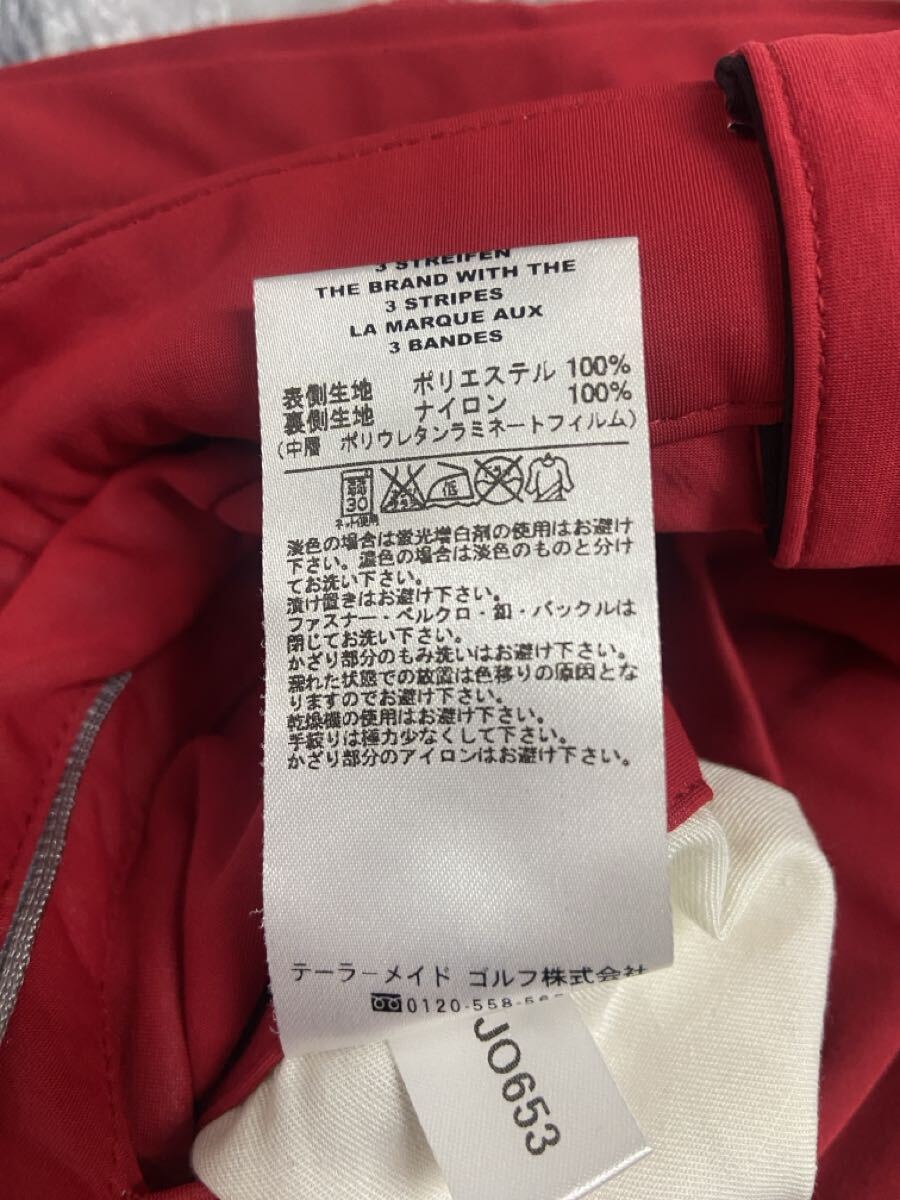 3 STREIFEN
THE BRAND WITH THE
3 STRIPES
LA MARQUE AUX
3 BANDES
表側生地 ポリエステル 100%
裏側生地 ナイロン 100%
(中層 ポリウレタンラミネートフィルム)
弱 30 低
ネット使用
淡色の場合は蛍光増白剤の使用はお避け
下さい。濃色の場合は淡色のものと分け
てお洗い下さい。
漬け置きはお避け下さい。
ファスナー・ベルクロ・釦・バックルは
閉じてお洗い下さい。
かざり部分のもみ洗いはお避け下さい。
濡れた状態での放置は色移りの原因とな
りますのでお避け下さい。
乾燥機の使用はお避け下さい。
手絞りは極力少なくして下さい。
かざり部分のアイロンはお避け下さい。
テーラーメイド ゴルフ株式会社
0120-558-56
JO653